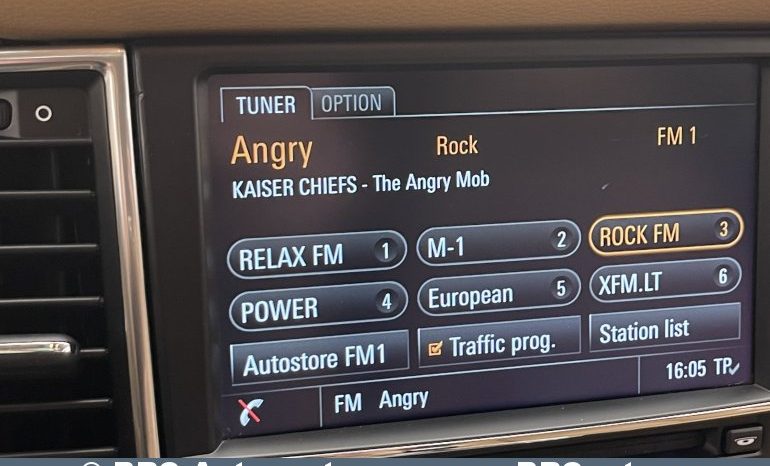 TUNER OPTION
Angry Rock FM 1
KAISER CHIEFS - The Angry Mob
RELAX FM 1 M-1 2 ROCK FM 3
POWER 4 European 5 XFM.LT 6
Autostore FM1 Traffic prog. Station list
FM Angry 16:05 TP